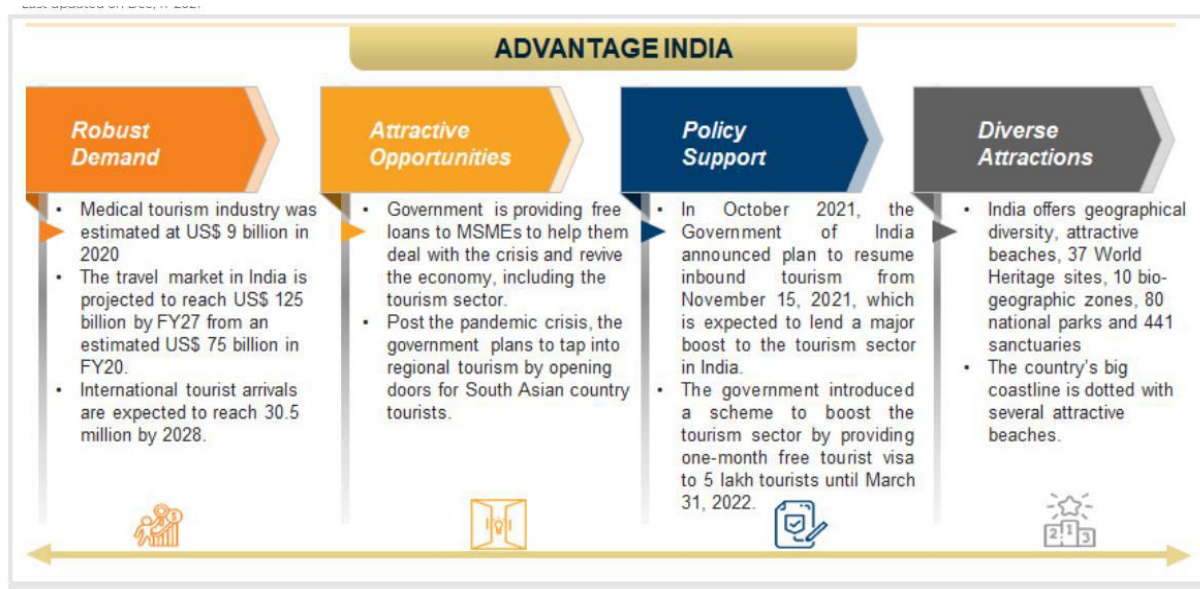 ADVANTAGE INDIA
Robust
Demand
• Medical tourism industry was
estimated at US$ 9 billion in
2020
• The travel market in India is
projected to reach US$ 125
billion by FY27 from an
estimated US$ 75 billion in
FY20.
• International tourist arrivals
are expected to reach 30.5
million by 2028.
Attractive
Opportunities
• Government is providing free
loans to MSMEs to help them
deal with the crisis and revive
the economy, including the
tourism sector.
• Post the pandemic crisis, the
government plans to tap into
regional tourism by opening
doors for South Asian country
tourists.
Policy
Support
• In October 2021, the
Government of India
announced plan to resume
inbound tourism from
November 15, 2021, which
is expected to lend a major
boost to the tourism sector
in India.
• The government introduced
a scheme to boost the
tourism sector by providing
one-month free tourist visa
to 5 lakh tourists until March
31, 2022.
Diverse
Attractions
• India offers geographical
diversity, attractive
beaches, 37 World
Heritage sites, 10 bio-
geographic zones, 80
national parks and 441
sanctuaries
• The country's big
coastline is dotted with
several attractive
beaches.
2 1 3